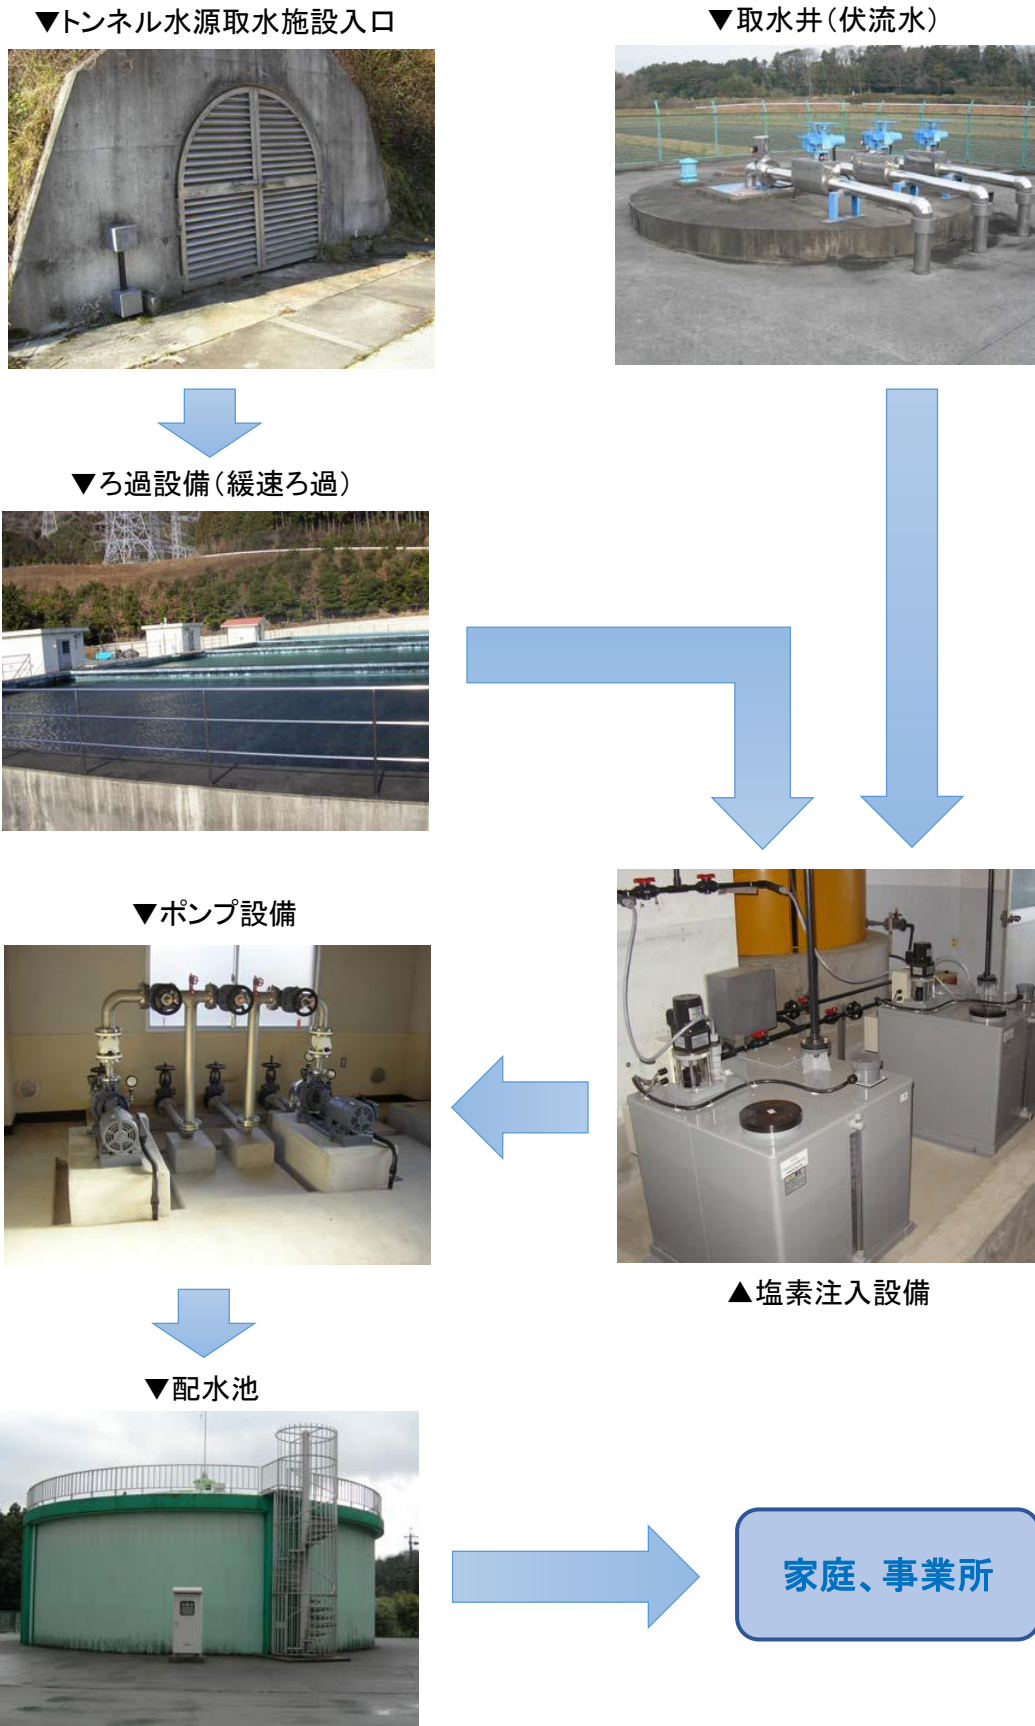 ▼トンネル水源取水施設入口
▼取水井(伏流水)
▼ろ過設備(緩速ろ過)
▼ポンプ設備
▲塩素注入設備
▼配水池
家庭、事業所